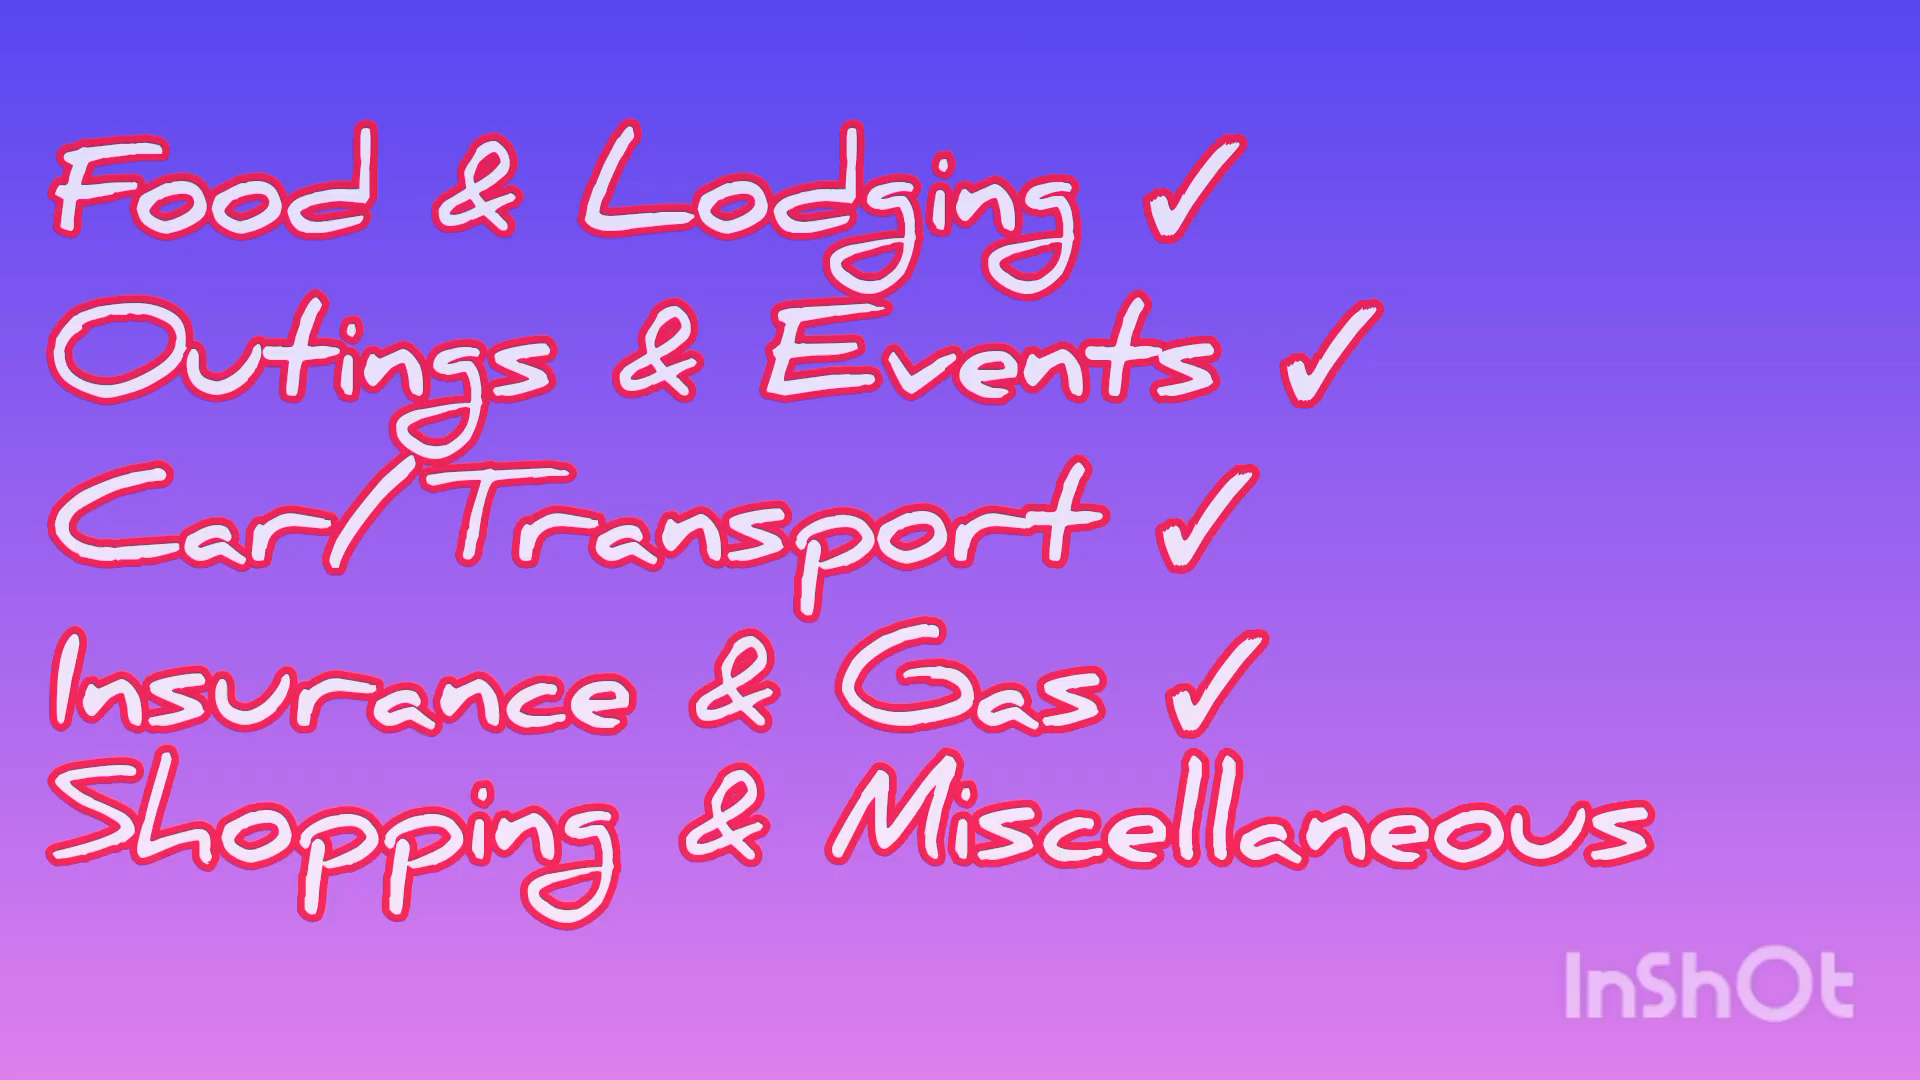 Food & Lodging ✓
Outings & Events ✓
Car/Transport ✓
Insurance & Gas ✓
Shopping & Miscellaneous
InShOt